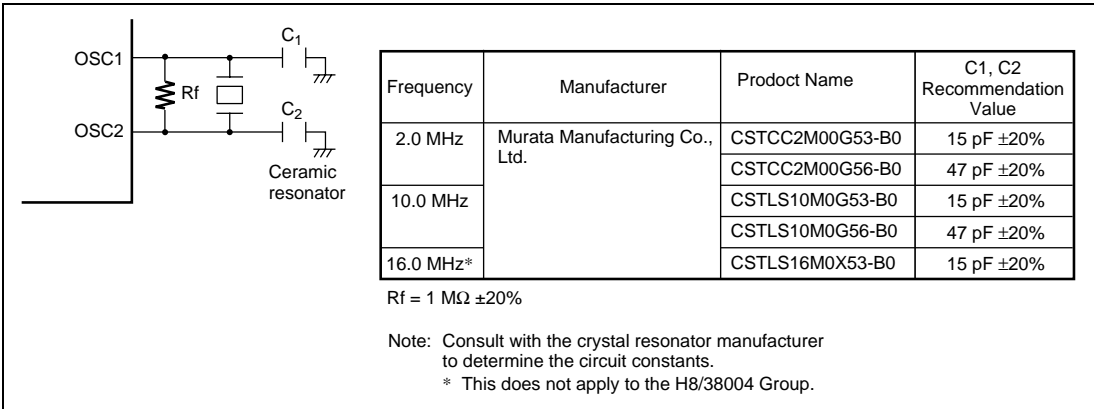 OSC1
C1
Rf
OSC2
C2
Ceramic
resonator
Frequency Manufacturer Product Name C1, C2
Recommendation
Value
2.0 MHz Murata Manufacturing Co.,
Ltd. CSTCC2M00G53-B0 15 pF ±20%
CSTCC2M00G56-B0 47 pF ±20%
10.0 MHz CSTLS10M0G53-B0 15 pF ±20%
CSTLS10M0G56-B0 47 pF ±20%
16.0 MHz* CSTLS16M0X53-B0 15 pF ±20%
Rf = 1 MΩ ±20%
Note: Consult with the crystal resonator manufacturer
to determine the circuit constants.
* This does not apply to the H8/38004 Group.